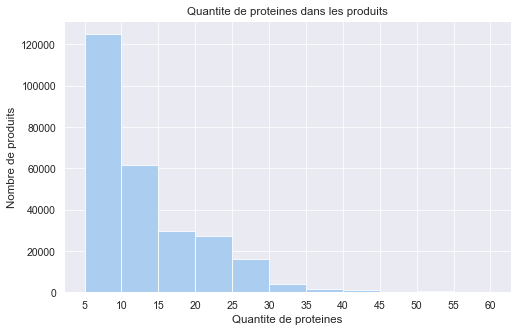 Quantite de proteines dans les produits
120000
100000
80000
60000
40000
20000
0
Nombre de produits
5 10 15 20 25 30 35 40 45 50 55 60
Quantite de proteines